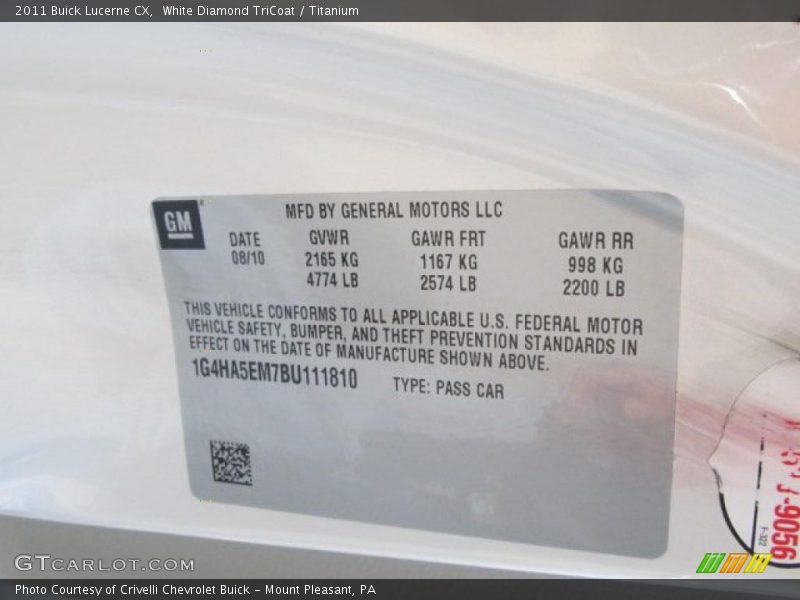 2011 Buick Lucerne CX,  White Diamond TriCoat / Titanium
GM
MFD BY GENERAL MOTORS LLC
DATE GVWR GAWR FRT GAWR RR
08/10 2165 KG 1167 KG 998 KG
4774 LB 2574 LB 2200 LB
THIS VEHICLE CONFORMS TO ALL APPLICABLE U.S. FEDERAL MOTOR
VEHICLE SAFETY, BUMPER, AND THEFT PREVENTION STANDARDS IN
EFFECT ON THE DATE OF MANUFACTURE SHOWN ABOVE.
1G4HA5EM7BU111810 TYPE: PASS CAR
F-322
GTCARLOT.COM
Photo Courtesy of Crivelli Chevrolet Buick – Mount Pleasant, PA